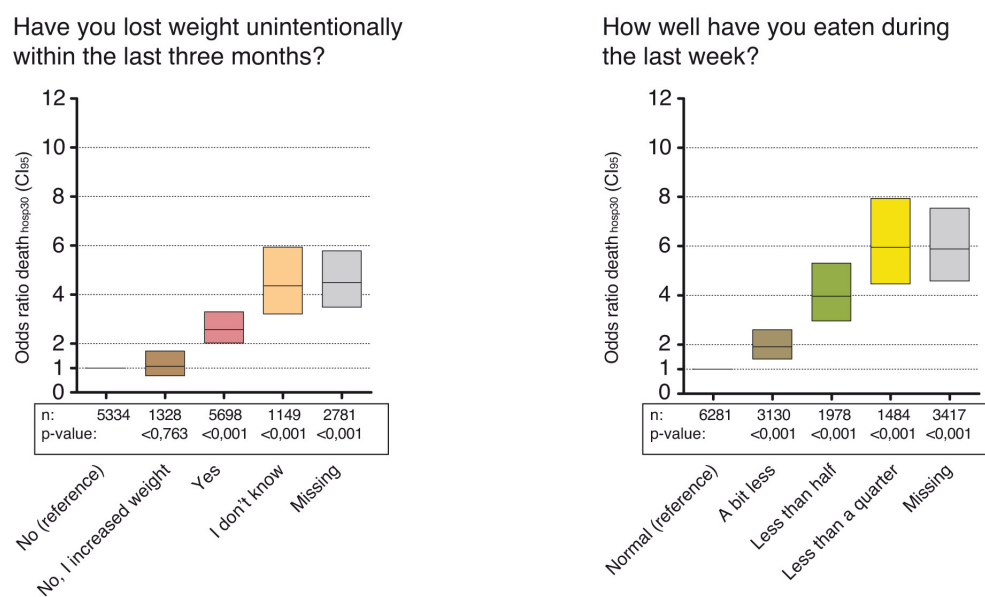 Have you lost weight unintentionally
within the last three months?
12
10
8
6
4
2
1
0
Odds ratio death hosp30 (CI95)
n: 5334 1328 5698 1149 2781
p-value: <0,763 <0,001 <0,001 <0,001
No (reference)
No, I increased weight
Yes
I don't know
Missing
How well have you eaten during
the last week?
12
10
8
6
4
2
1
0
Odds ratio death hosp30 (CI95)
n: 6281 3130 1978 1484 3417
p-value: <0,001 <0,001 <0,001 <0,001
Normal (reference)
A bit less
Less than half
Less than a quarter
Missing